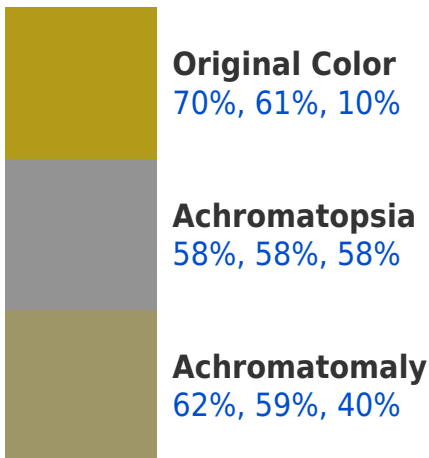 Original Color
70%, 61%, 10%
Achromatopsia
58%, 58%, 58%
Achromatomaly
62%, 59%, 40%